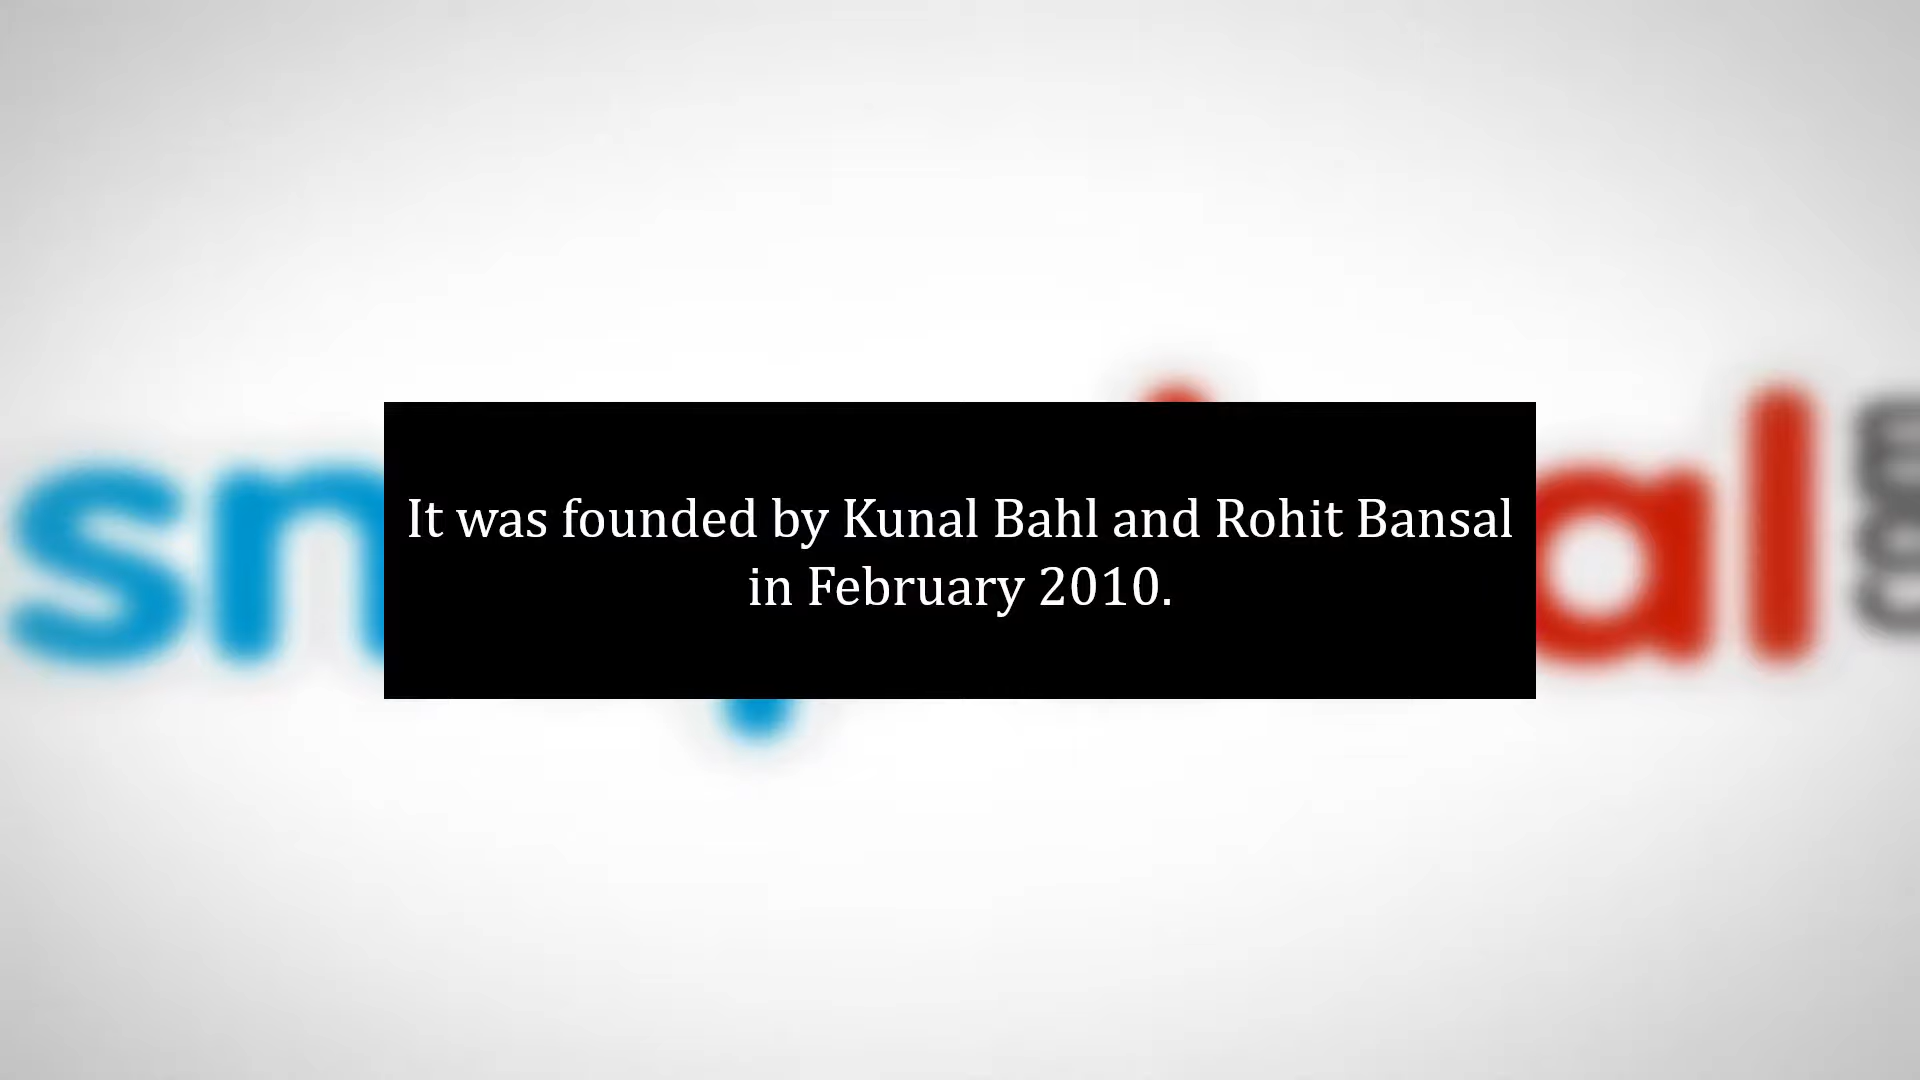 It was founded by Kunal Bahl and Rohit Bansal
in February 2010.